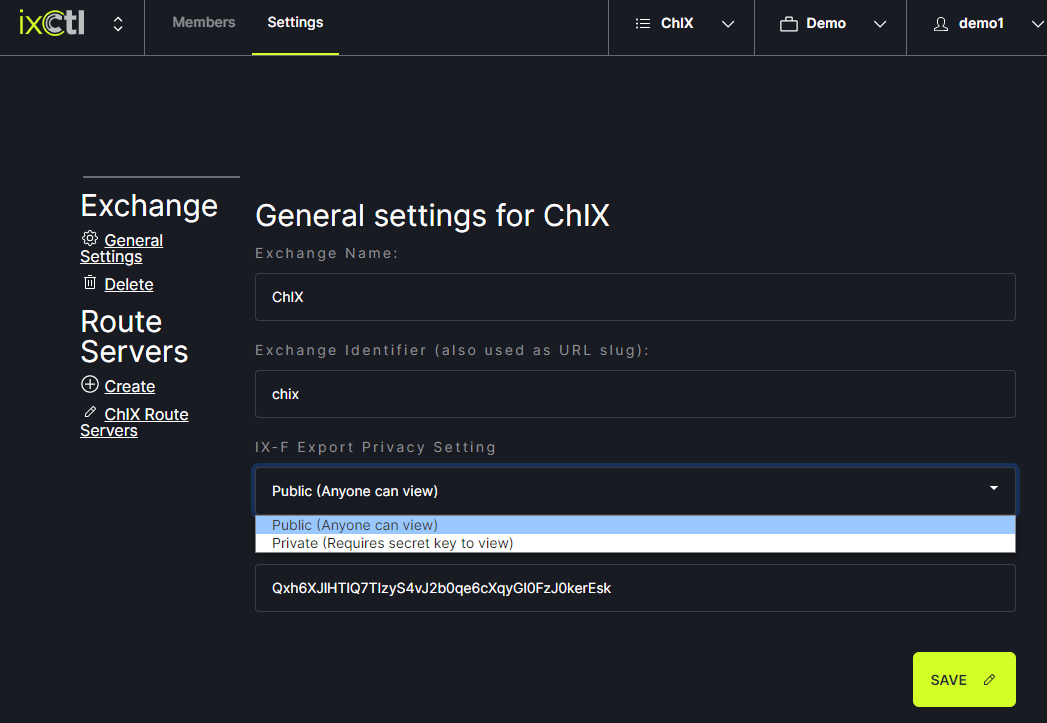 ixCtl
Members
Settings
ChIX
Demo
demo1
Exchange
General
Settings
Delete
Route
Servers
Create
ChIX Route
Servers
General settings for ChIX
Exchange Name:
ChIX
Exchange Identifier (also used as URL slug):
chix
IX-F Export Privacy Setting
Public (Anyone can view)
Public (Anyone can view)
Private (Requires secret key to view)
SAVE